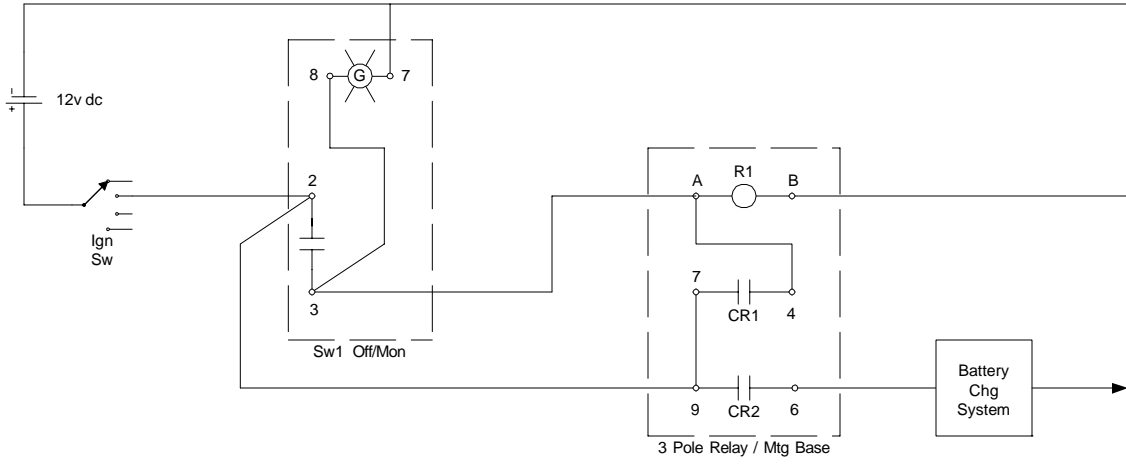 8 G 7
− +
12v dc
2
R1
A B
Ign
Sw
7
3
CR1 4
Sw1 Off/Mon
Battery
Chg
System
9 CR2 6
3 Pole Relay / Mtg Base